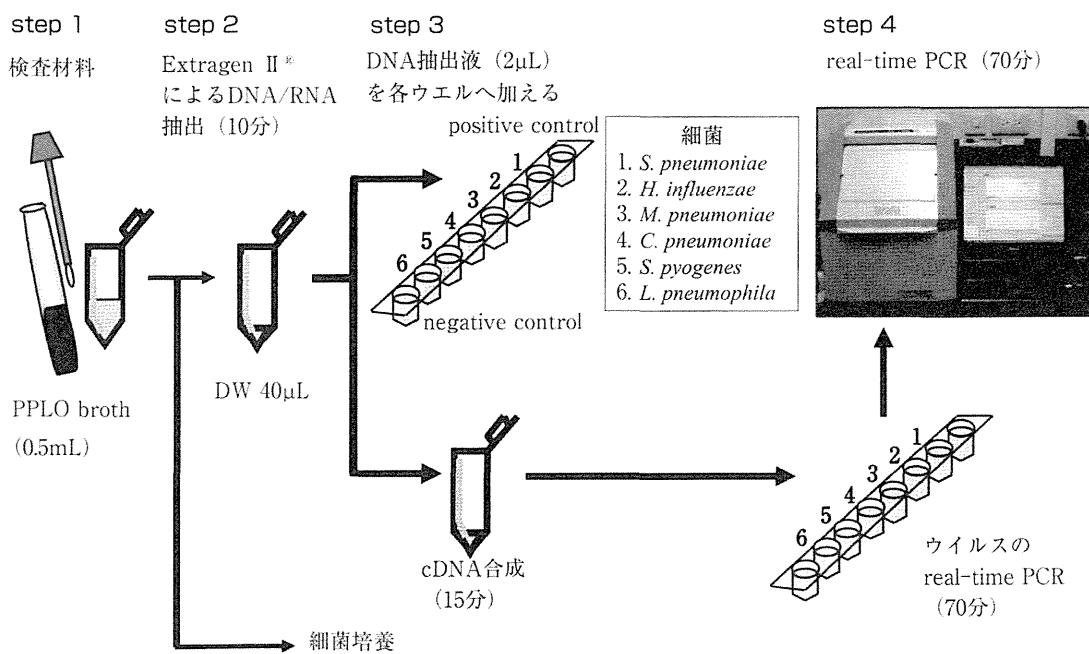 step 1
検査材料
PPLO broth
(0.5mL)
step 2
Extragen II®
によるDNA/RNA
抽出（10分）
DW 40μL
細菌培養
step 3
DNA抽出液（2μL）
を各ウエルへ加える
positive control
1
2
3
4
5
6
negative control
細菌
1. S. pneumoniae
2. H. influenzae
3. M. pneumoniae
4. C. pneumoniae
5. S. pyogenes
6. L. pneumophila
cDNA合成
(15分)
step 4
real-time PCR（70分）
1
2
3
4
5
6
ウイルスの
real-time PCR
(70分)